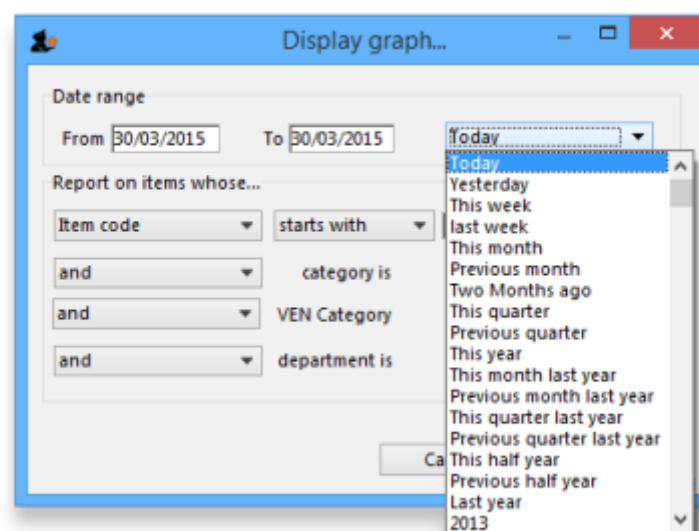 Display graph...
Date range
From 30/03/2015 To 30/03/2015 Today
Report on items whose...
Item code starts with
and category is
and VEN Category
and department is
Today
Yesterday
This week
last week
This month
Previous month
Two Months ago
This quarter
Previous quarter
This year
This month last year
Previous month last year
This quarter last year
Previous quarter last year
This half year
Previous half year
Last year
2013
Ca